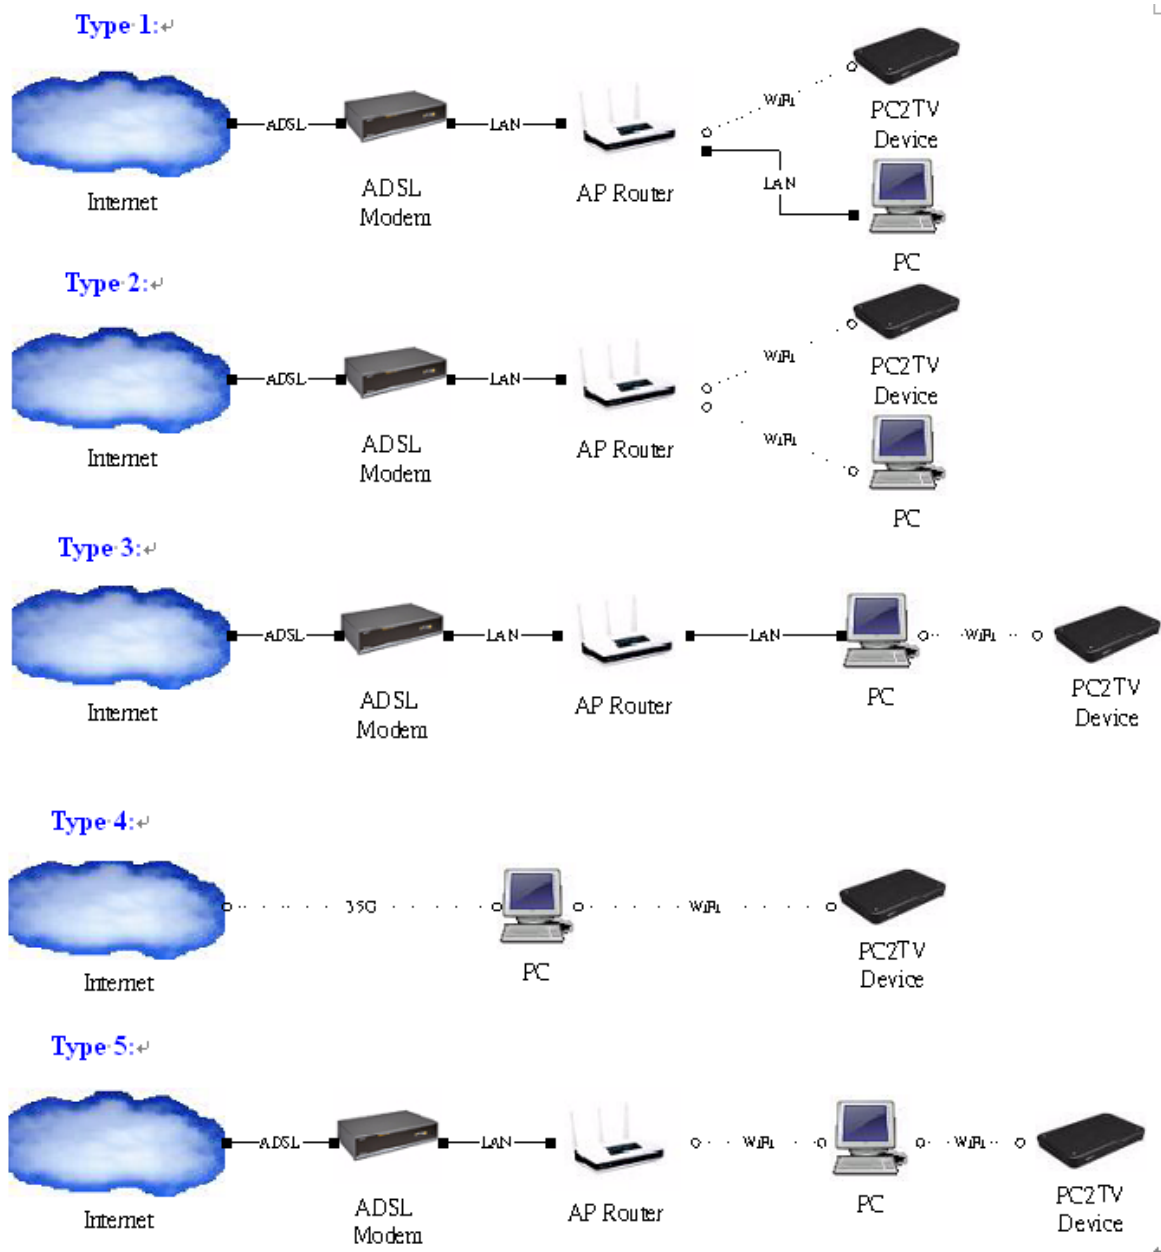 Type 1:
WiFi
PC2TV
Device
ADSL
LAN
LAN
Internet
ADSL
Modem
AP Router
PC
Type 2:
WiFi
PC2TV
Device
ADSL
LAN
WiFi
Internet
ADSL
Modem
AP Router
PC
Type 3:
ADSL
LAN
LAN
WiFi
Internet
ADSL
Modem
AP Router
PC
PC2TV
Device
Type 4:
3.5G
WiFi
Internet
PC
PC2TV
Device
Type 5:
ADSL
LAN
WiFi
WiFi
Internet
ADSL
Modem
AP Router
PC
PC2TV
Device